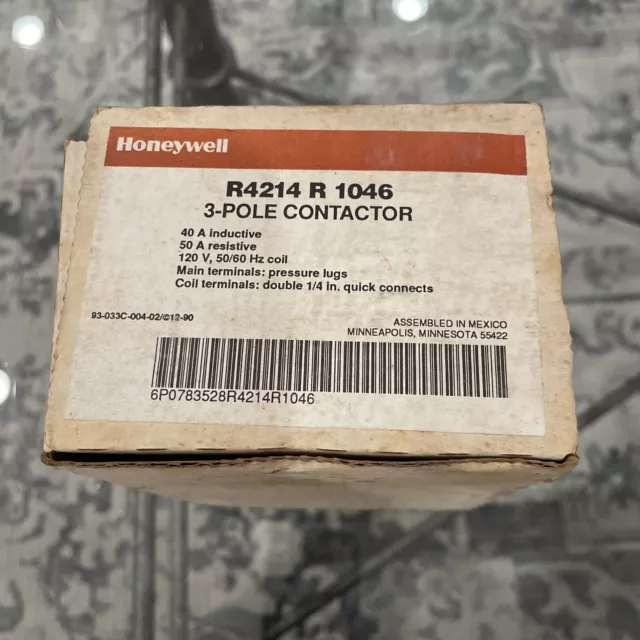 Honeywell
R4214 R 1046
3-POLE CONTACTOR
40 A inductive
50 A resistive
120 V, 50/60 Hz coil
Main terminals: pressure lugs
Coil terminals: double 1/4 in. quick connects
93-033C-004-02/©12-90
ASSEMBLED IN MEXICO
MINNEAPOLIS, MINNESOTA 55422
6P0783528R4214R1046